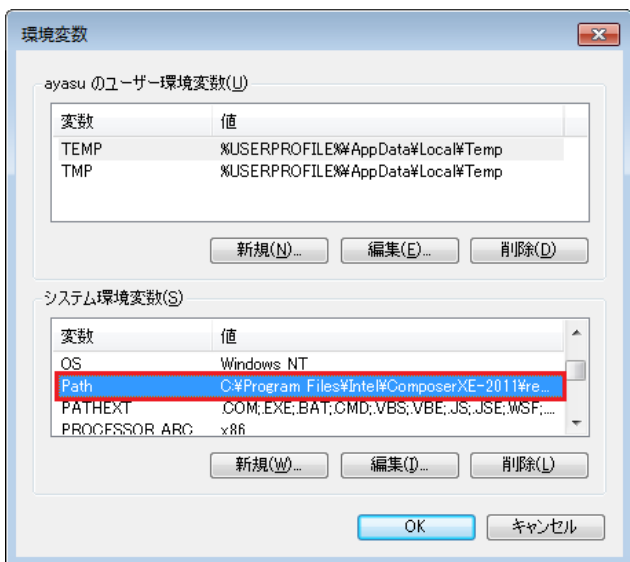 環境変数
ayasu のユーザー環境変数(U)
変数 値
TEMP %USERPROFILE%¥AppData¥Local¥Temp
TMP %USERPROFILE%¥AppData¥Local¥Temp
新規(N)... 編集(E)... 削除(D)
システム環境変数(S)
変数 値
OS Windows_NT
Path C:¥Program Files¥Intel¥ComposerXE-2011¥re...
PATHEXT .COM;.EXE;.BAT;.CMD;.VBS;.VBE;.JS;.JSE;.WSF;...
PROCESSOR_ARC... x86
新規(W)... 編集(I)... 削除(L)
OK キャンセル